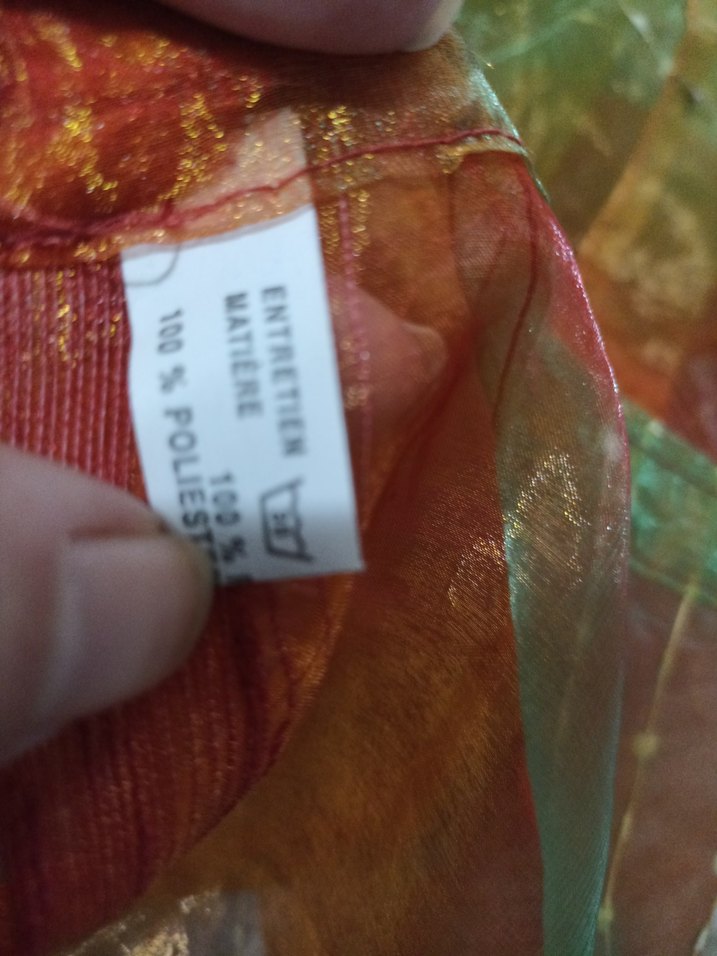 ENTRETIEN
MATIÈRE
100 %
100 % POLIEST